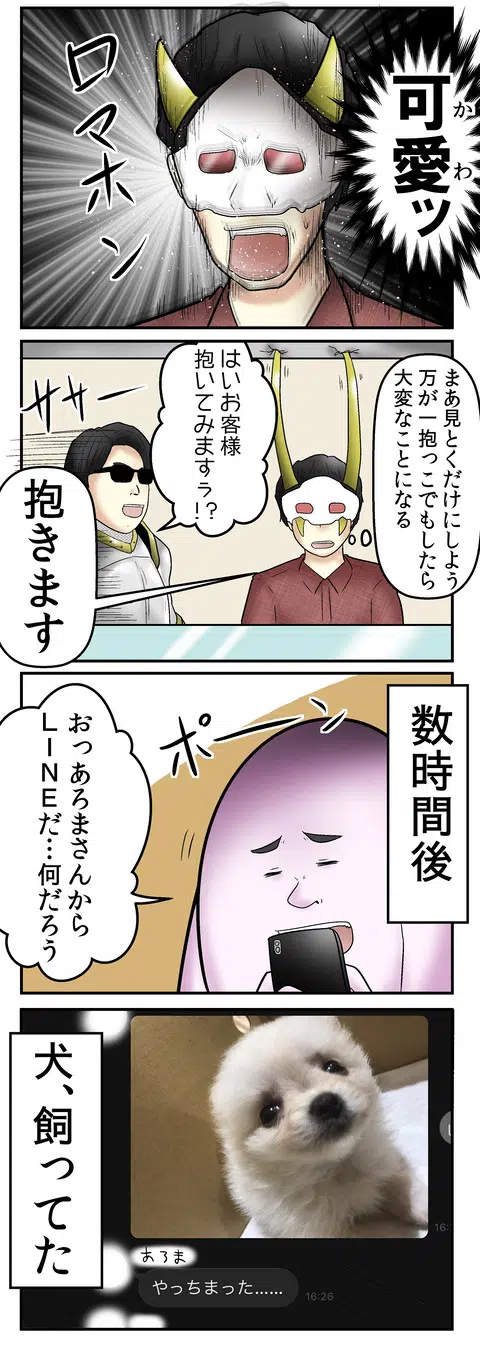 可愛ッ
かわ
ロマホン
まあ見とくだけにしよう
万が一抱っこでもしたら
大変なことになる
はいお客様
抱いてみますぅ!?
サササー
抱きます
数時間後
ポーン
おっあろまさんから
LINEだ…何だろう
犬、飼ってた
あろま
やっちまった……
16:26